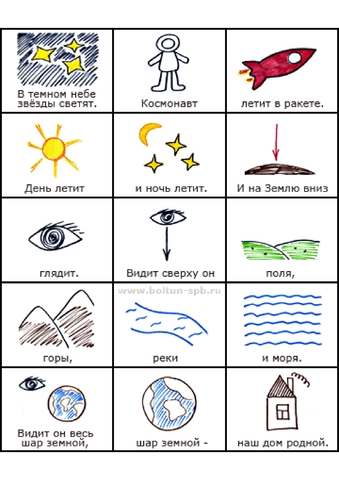 В темном небе
звёзды светят.
Космонавт
летит в ракете.
День летит
и ночь летит.
И на Землю вниз
глядит.
Видит сверху он
поля,
www.boltun-spb.ru
горы,
реки
и моря.
Видит он весь
шар земной,
шар земной -
наш дом родной.